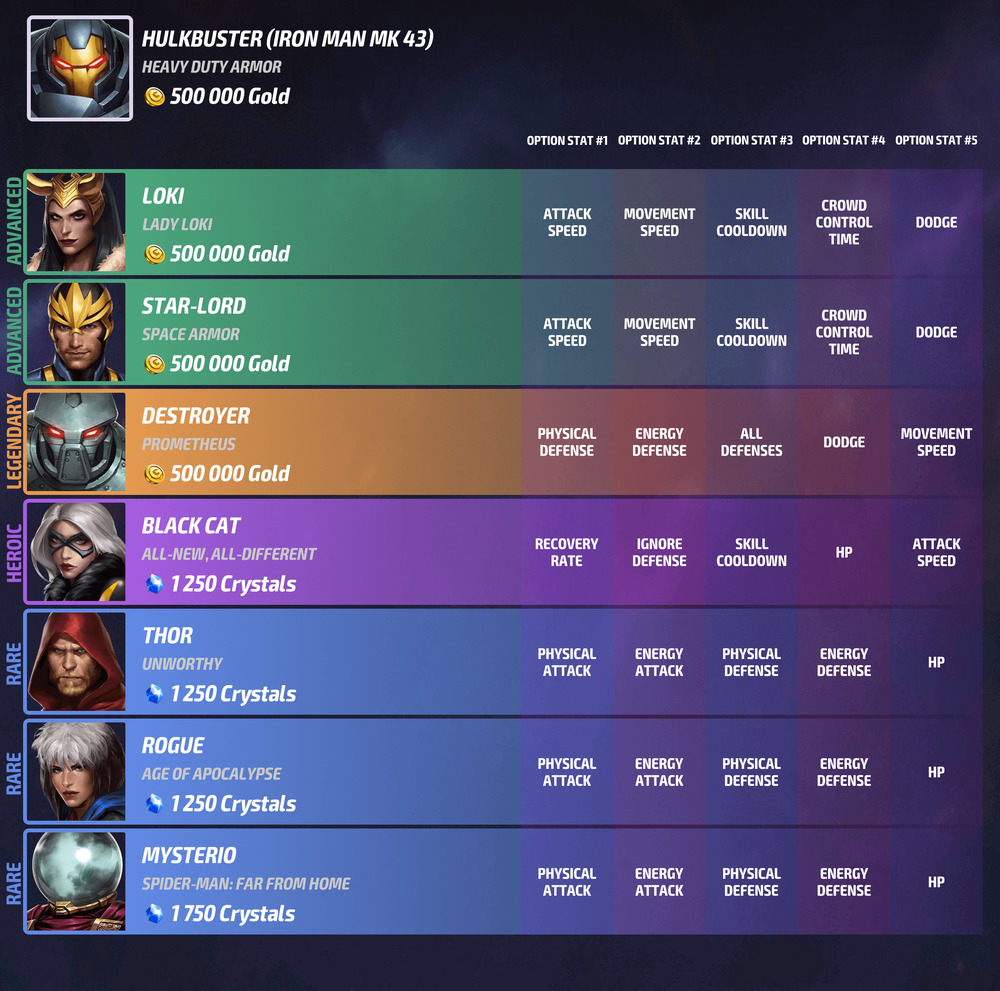 HULKBUSTER (IRON MAN MK 43)
HEAVY DUTY ARMOR
500 000 Gold
OPTION STAT #1 OPTION STAT #2 OPTION STAT #3 OPTION STAT #4 OPTION STAT #5
ADVANCED
LOKI
LADY LOKI
500 000 Gold
ATTACK
SPEED
MOVEMENT
SPEED
SKILL
COOLDOWN
CROWD
CONTROL
TIME
DODGE
ADVANCED
STAR-LORD
SPACE ARMOR
500 000 Gold
ATTACK
SPEED
MOVEMENT
SPEED
SKILL
COOLDOWN
CROWD
CONTROL
TIME
DODGE
LEGENDARY
DESTROYER
PROMETHEUS
500 000 Gold
PHYSICAL
DEFENSE
ENERGY
DEFENSE
ALL
DEFENSES
DODGE
MOVEMENT
SPEED
HEROIC
BLACK CAT
ALL-NEW, ALL-DIFFERENT
1 250 Crystals
RECOVERY
RATE
IGNORE
DEFENSE
SKILL
COOLDOWN
HP
ATTACK
SPEED
RARE
THOR
UNWORTHY
1 250 Crystals
PHYSICAL
ATTACK
ENERGY
ATTACK
PHYSICAL
DEFENSE
ENERGY
DEFENSE
HP
RARE
ROGUE
AGE OF APOCALYPSE
1 250 Crystals
PHYSICAL
ATTACK
ENERGY
ATTACK
PHYSICAL
DEFENSE
ENERGY
DEFENSE
HP
RARE
MYSTERIO
SPIDER-MAN: FAR FROM HOME
1 750 Crystals
PHYSICAL
ATTACK
ENERGY
ATTACK
PHYSICAL
DEFENSE
ENERGY
DEFENSE
HP